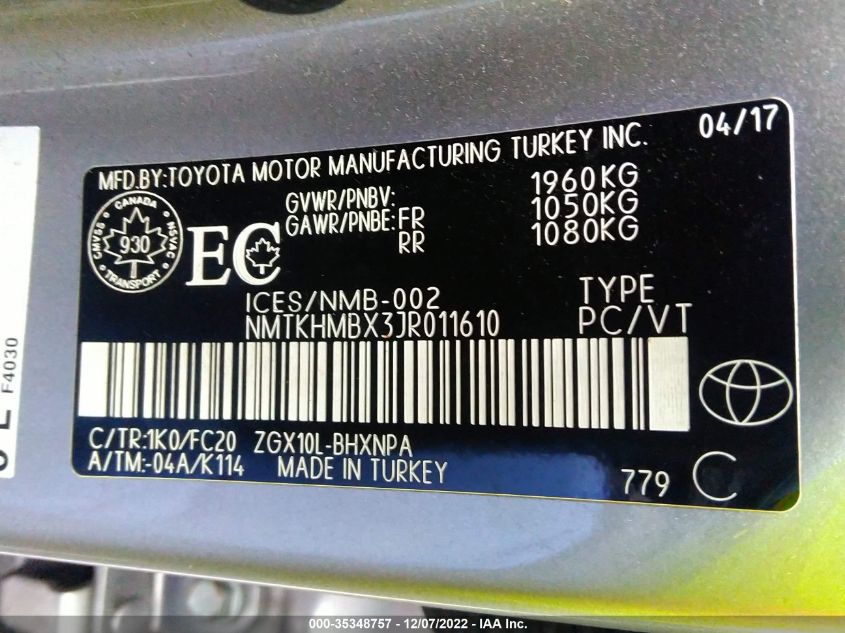 04/17
MFD.BY:TOYOTA MOTOR MANUFACTURING TURKEY INC.
GVWR/PNBV: 1960KG
GAWR/PNBE:FR 1050KG
RR 1080KG
CANADA
CMVSS 930 NSVAC
TRANSPORT
EC
ICES/NMB-002 TYPE
NMTKHMBX3JR011610 PC/VT
C/TR:1K0/FC20 ZGX10L-BHXNPA
A/TM:-04A/K114 MADE IN TURKEY
779 C
F4030
000-35348757 - 12/07/2022 - IAA Inc.